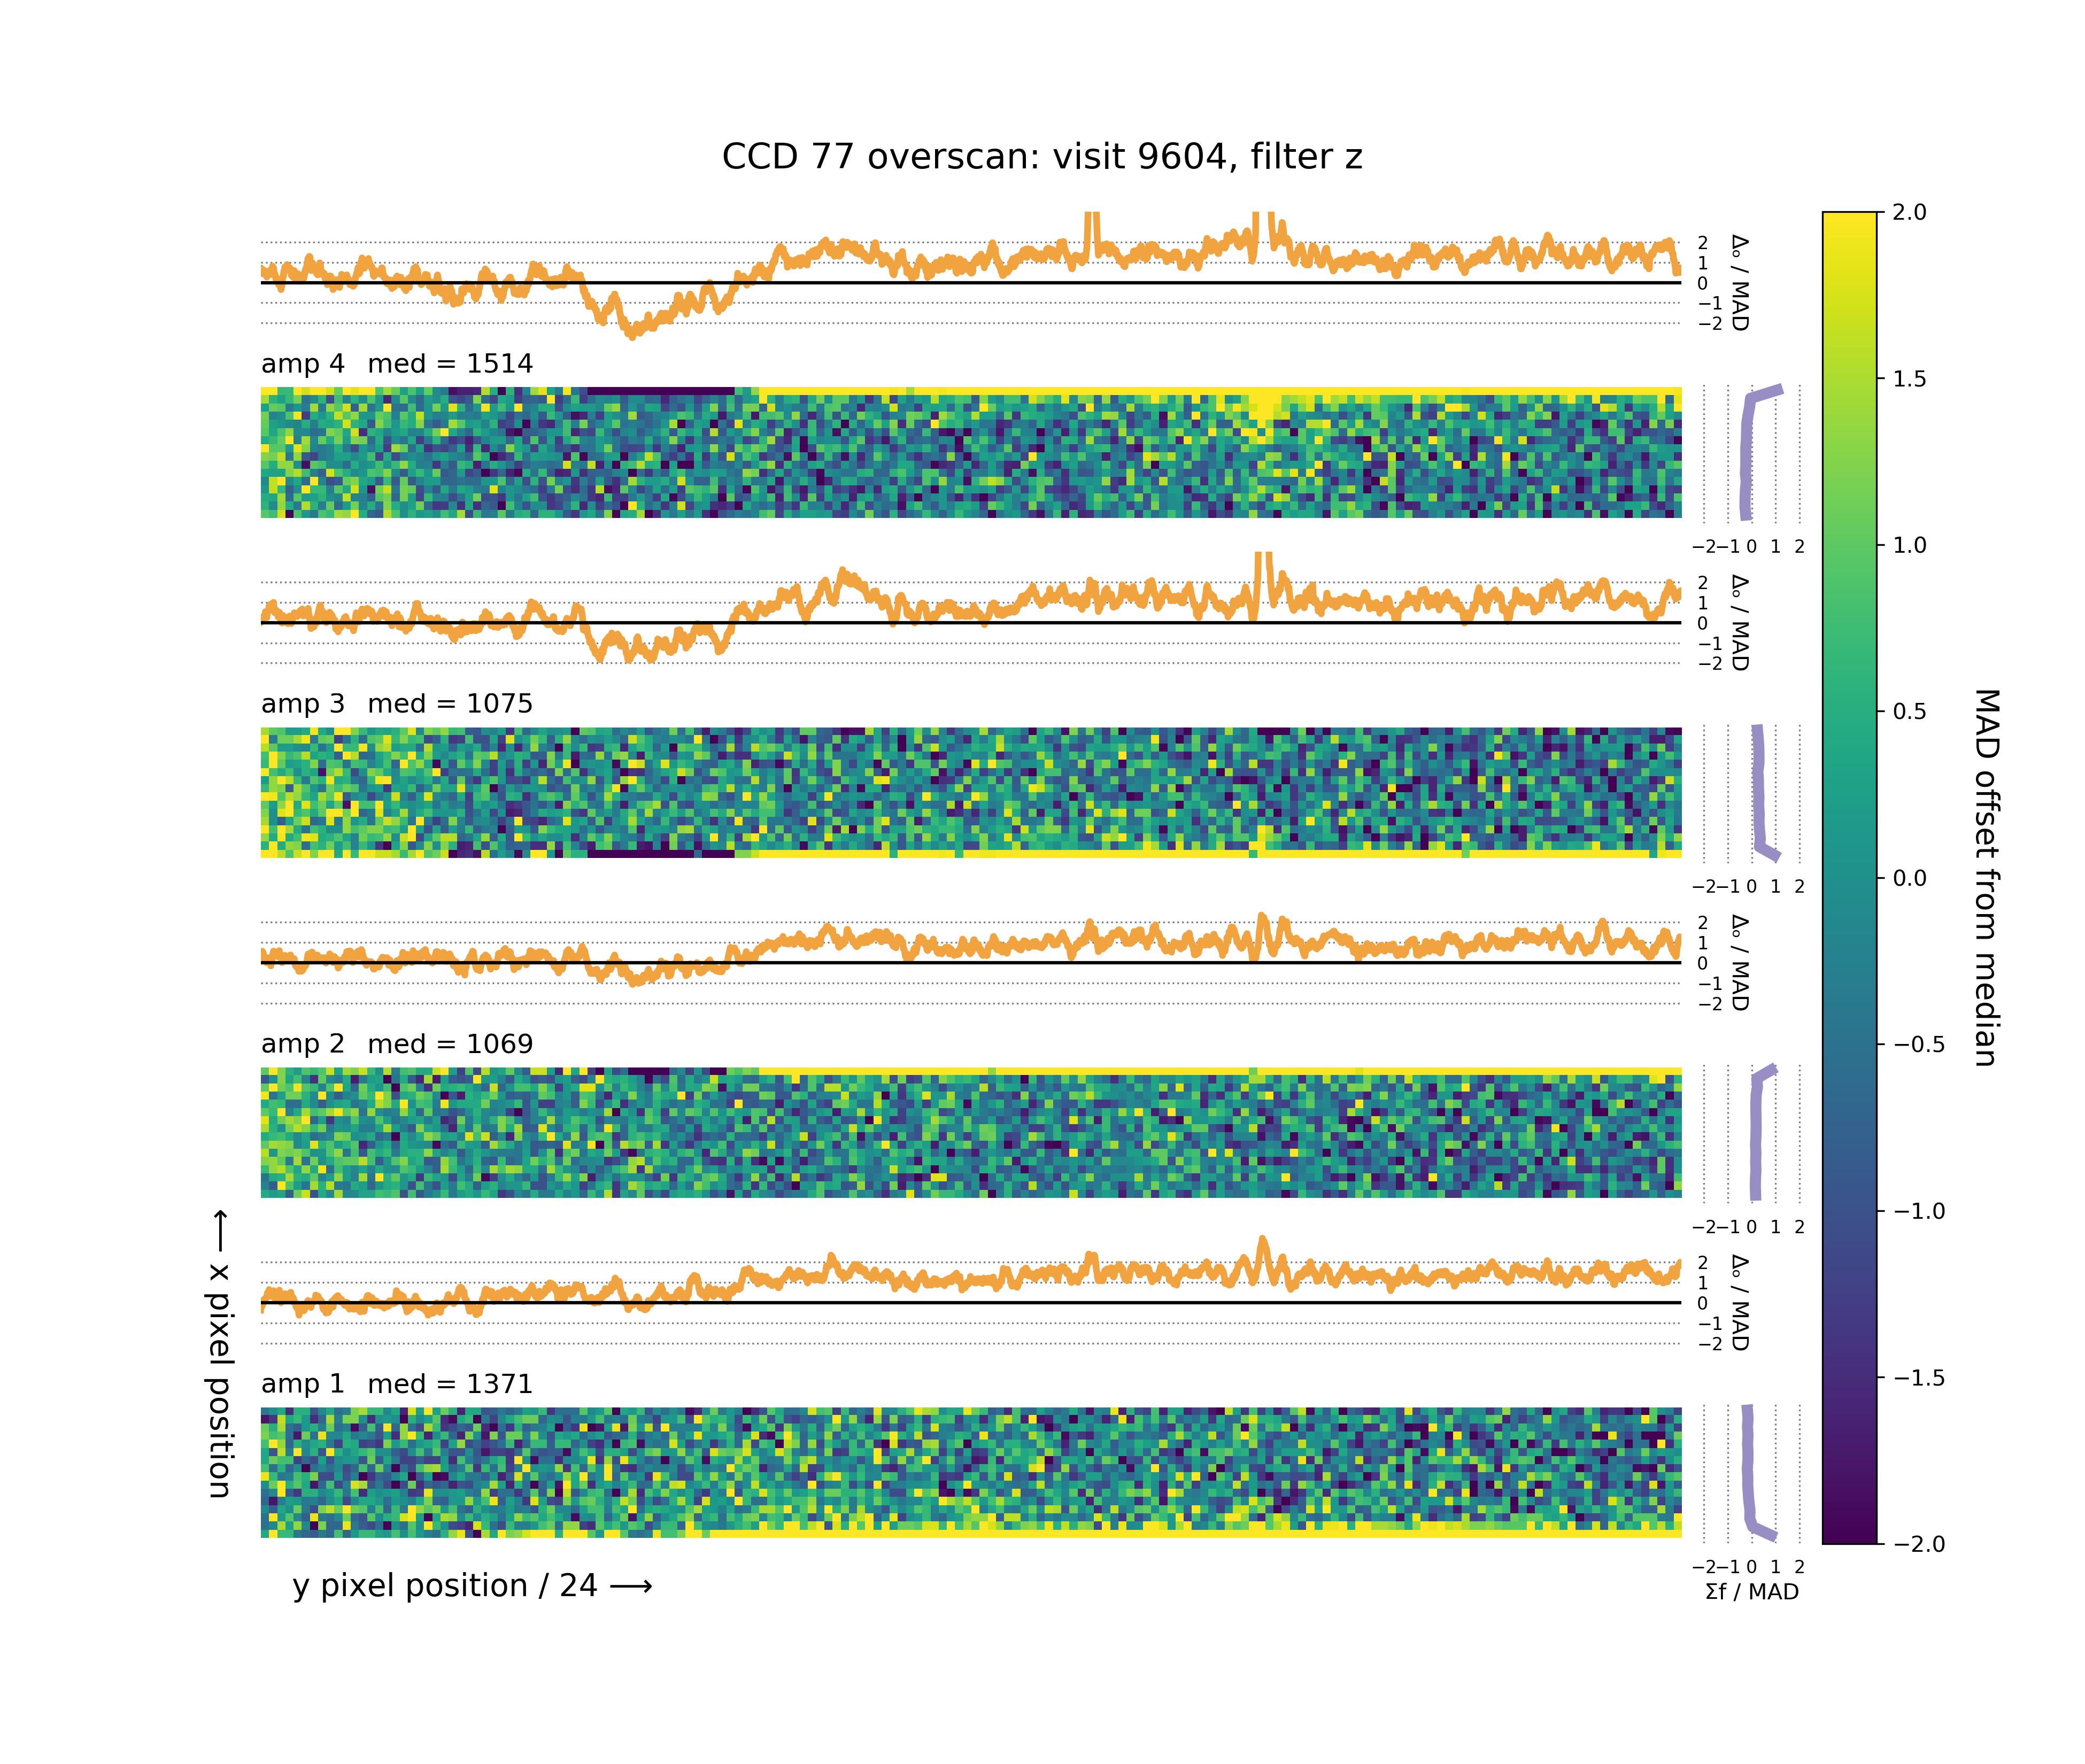 CCD 77 overscan: visit 9604, filter z
2
1
0
−1
−2
Δₒ / MAD
amp 4 med = 1514
−2 −1 0 1 2
2
1
0
−1
−2
Δₒ / MAD
amp 3 med = 1075
−2 −1 0 1 2
2
1
0
−1
−2
Δₒ / MAD
amp 2 med = 1069
−2 −1 0 1 2
2
1
0
−1
−2
Δₒ / MAD
amp 1 med = 1371
−2 −1 0 1 2
Σf / MAD
y pixel position / 24 ⟶
⟵ x pixel position
2.0
1.5
1.0
0.5
0.0
−0.5
−1.0
−1.5
−2.0
MAD offset from median